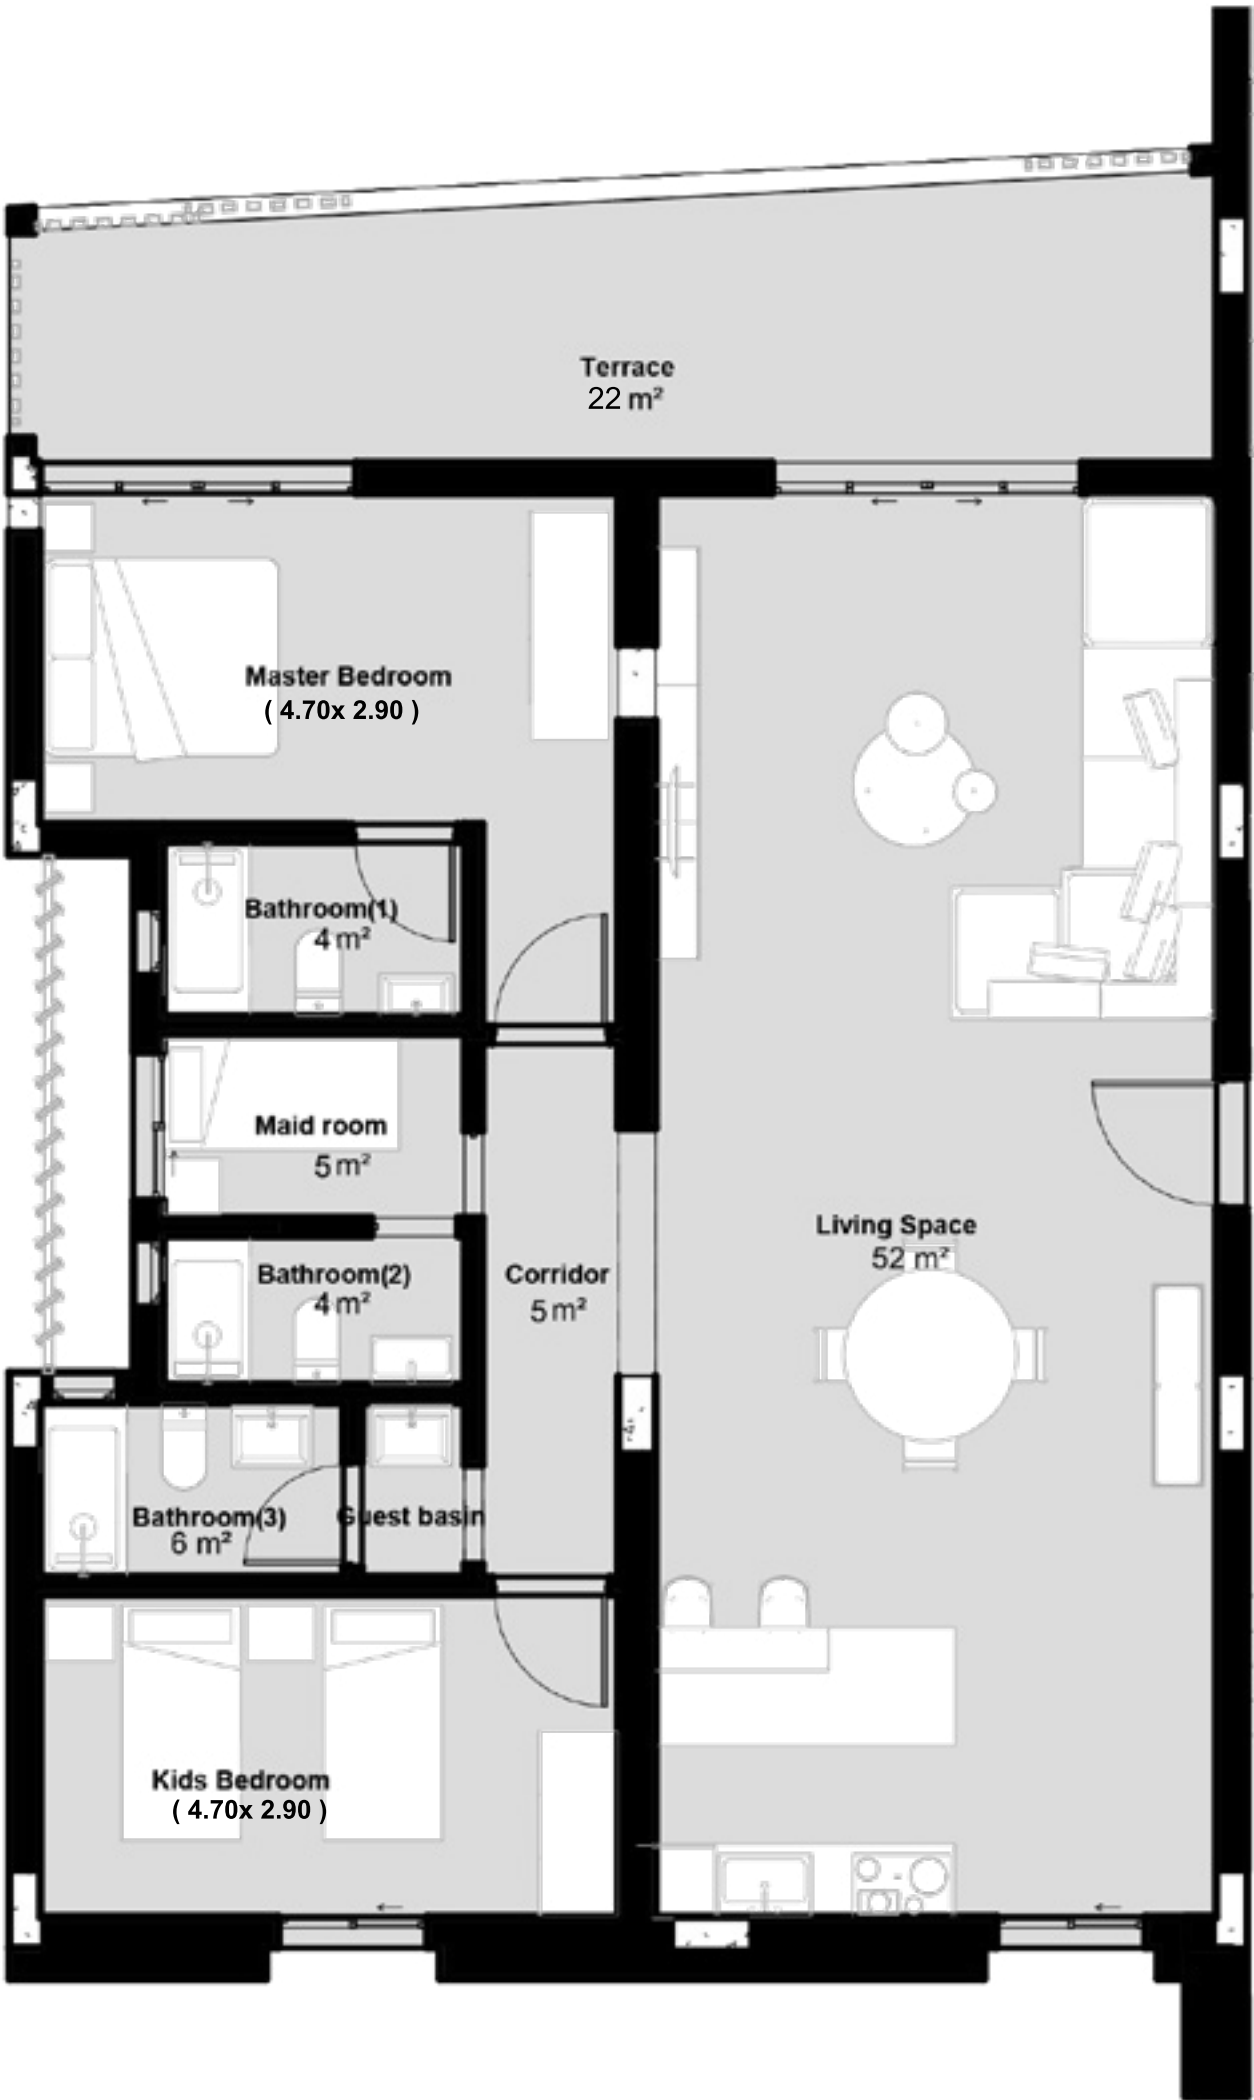 Terrace
22 m²
Master Bedroom
( 4.70x 2.90 )
Bathroom(1)
4 m²
Maid room
5 m²
Living Space
52 m²
Bathroom(2)
4 m²
Corridor
5 m²
Bathroom(3)
6 m²
Guest basin
Kids Bedroom
( 4.70x 2.90 )